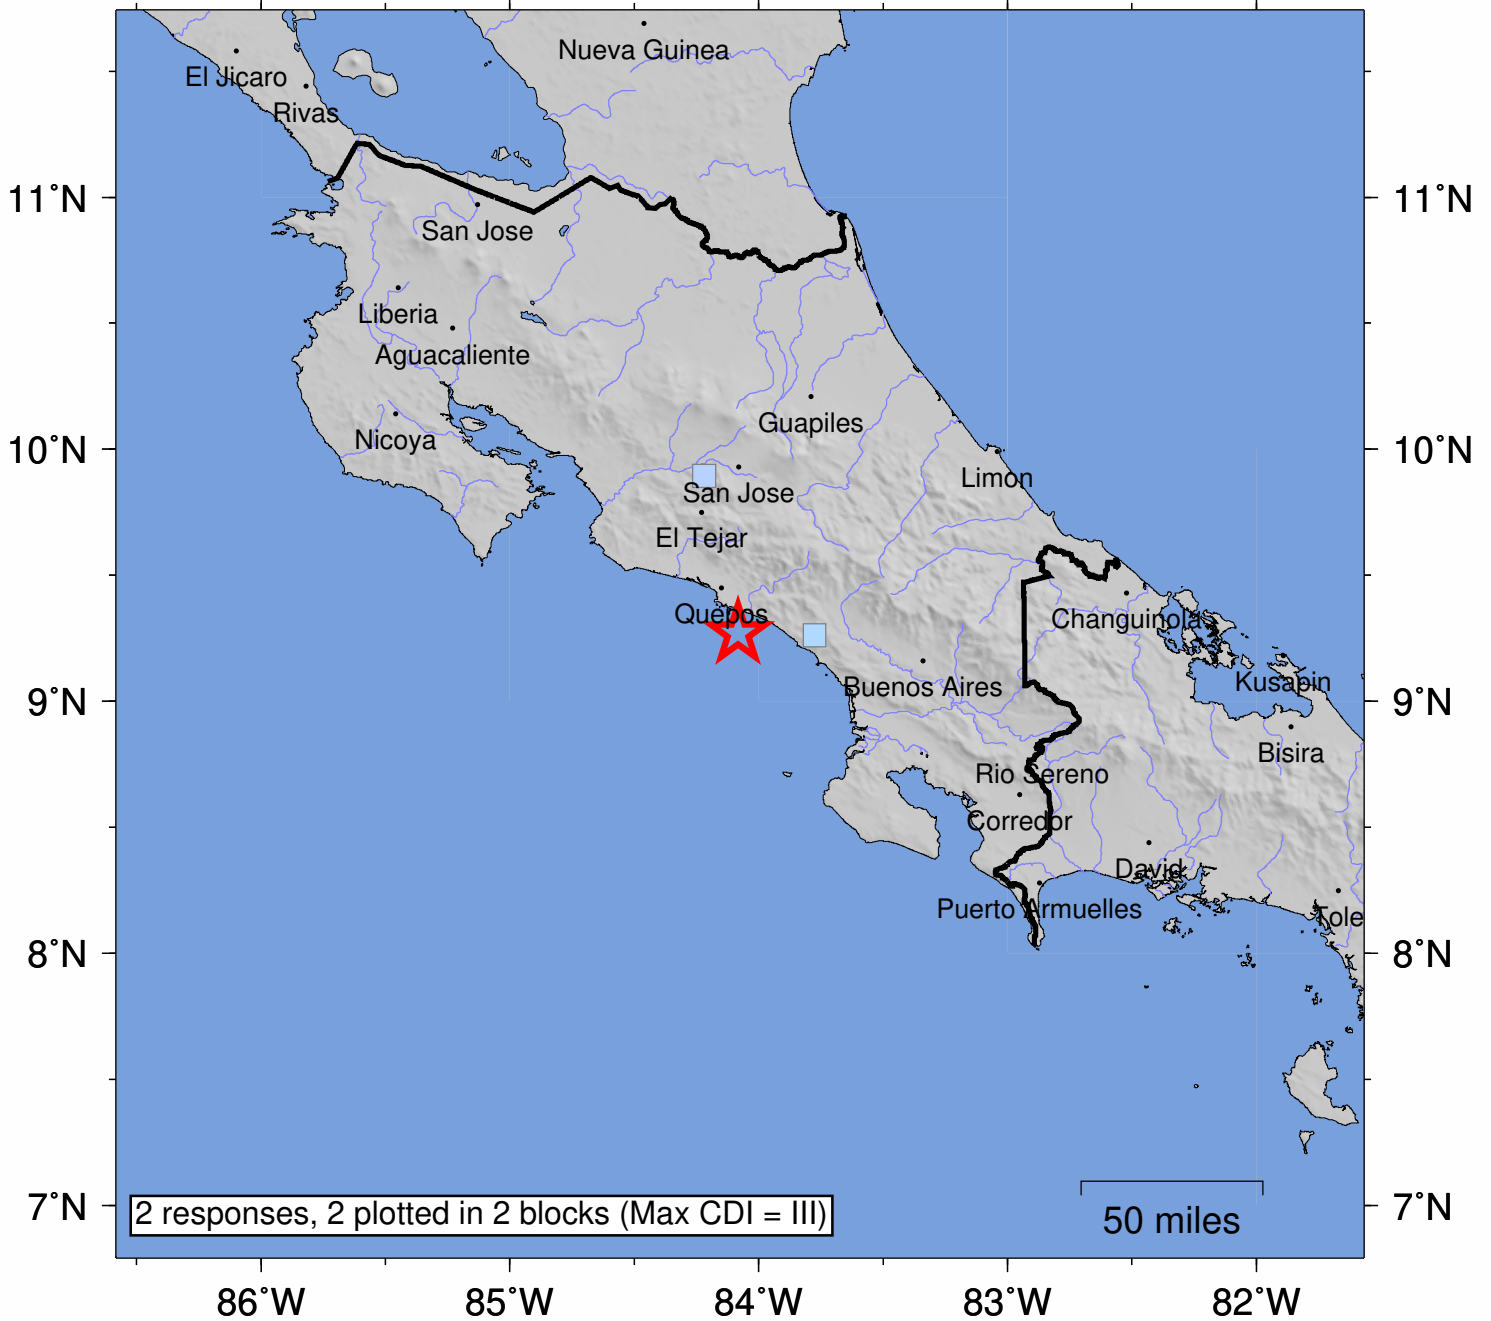 Nueva Guinea
El Jicaro
Rivas
11°N
11°N
San Jose
Liberia
Aguacaliente
Guapiles
Nicoya
10°N
10°N
Limon
San Jose
El Tejar
Quepos
Changuinola
Kusapin
Buenos Aires
9°N
9°N
Bisira
Rio Sereno
Corredor
David
Puerto Armuelles
Tole
8°N
8°N
7°N
7°N
2 responses, 2 plotted in 2 blocks (Max CDI = III)
50 miles
86°W
85°W
84°W
83°W
82°W